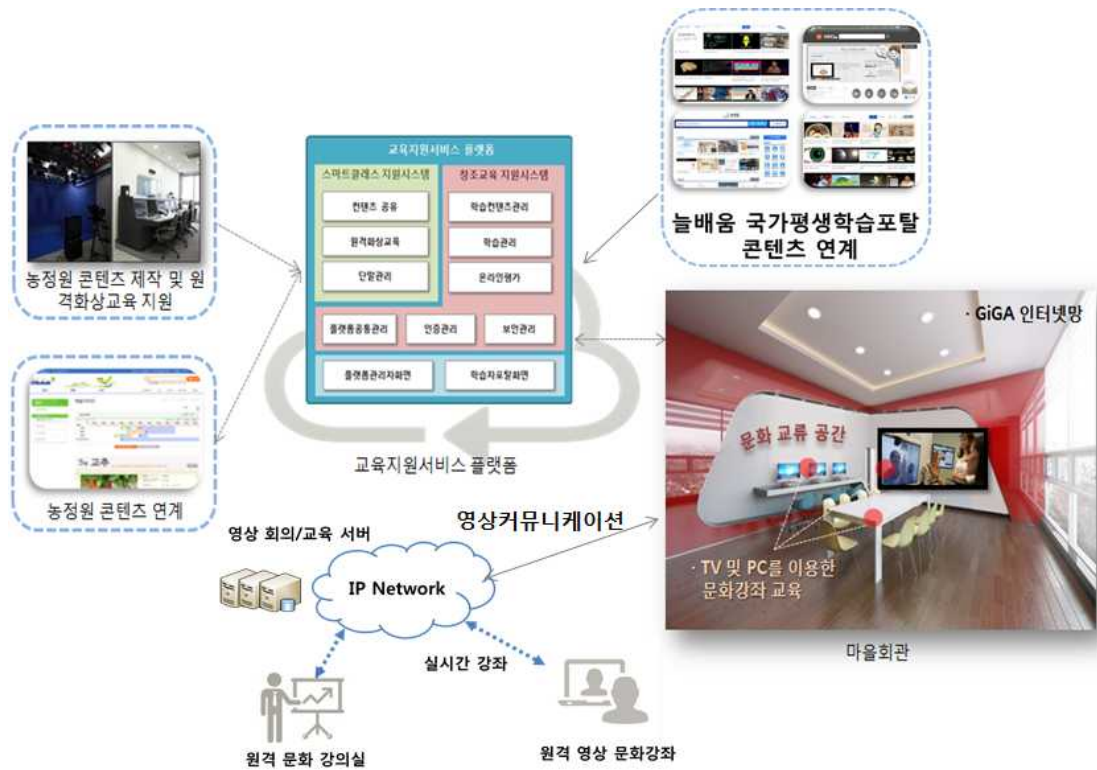 농정원 콘텐츠 제작 및 원
격화상교육 지원
농정원 콘텐츠 연계
교육지원서비스 플랫폼
스마트클래스 지원시스템
컨텐츠 공유
원격화상교육
단말관리
창조교육 지원시스템
학습컨텐츠관리
학습관리
온라인평가
플랫폼공통관리
인증관리
보안관리
플랫폼관리자화면
학습자포탈화면
교육지원서비스 플랫폼
늘배움 국가평생학습포탈
콘텐츠 연계
· GiGA 인터넷망
문화 교류 공간
· TV 및 PC를 이용한
문화강좌 교육
마을회관
영상커뮤니케이션
영상 회의/교육 서버
IP Network
실시간 강좌
원격 문화 강의실
원격 영상 문화강좌